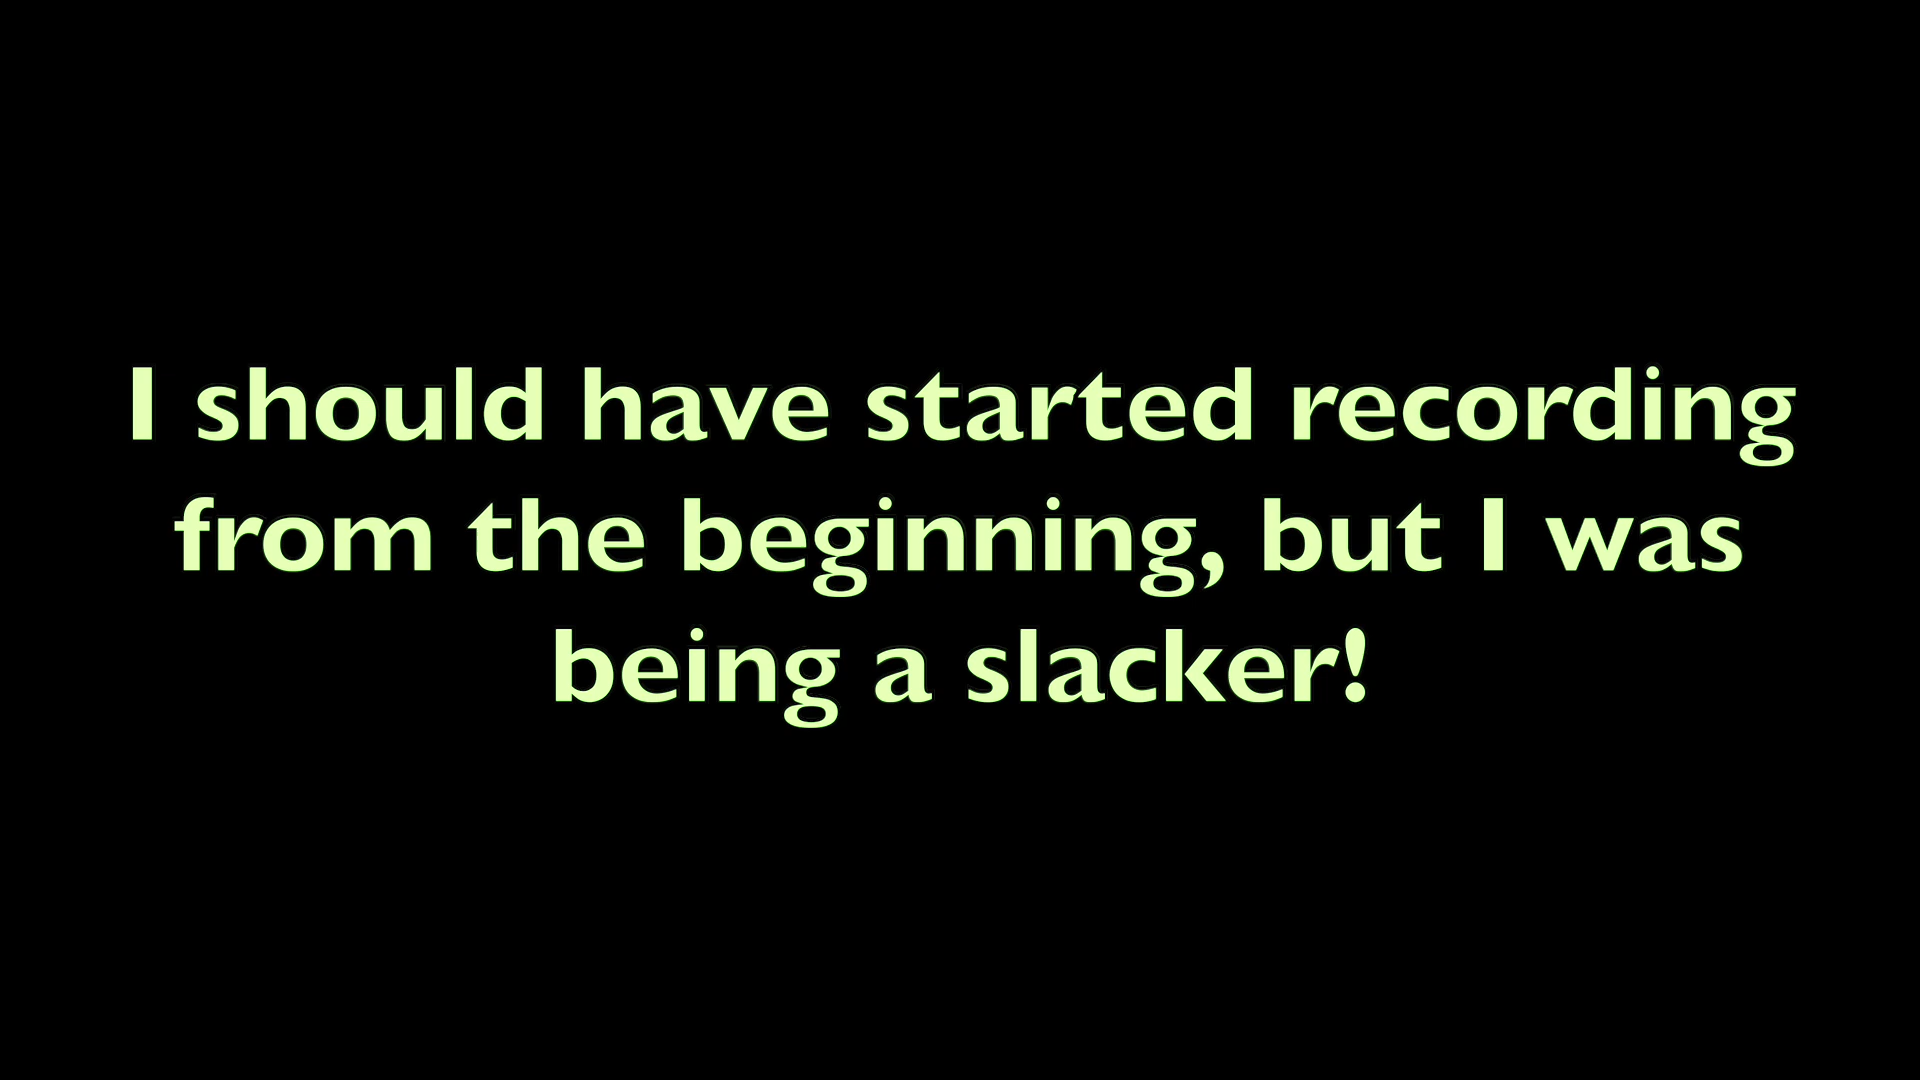 I should have started recording
from the beginning, but I was
being a slacker!